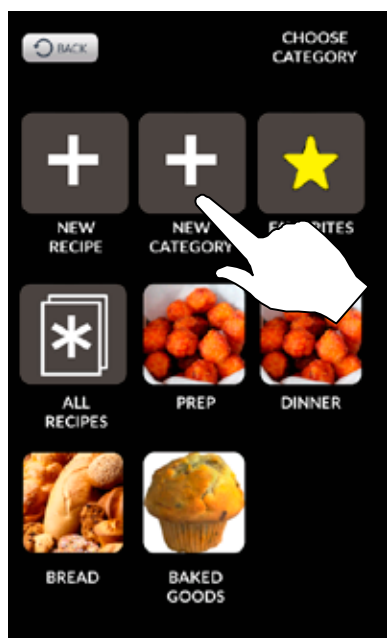 BACK
CHOOSE
CATEGORY
NEW
RECIPE
NEW
CATEGORY
ALL
RECIPES
PREP
DINNER
BREAD
BAKED
GOODS